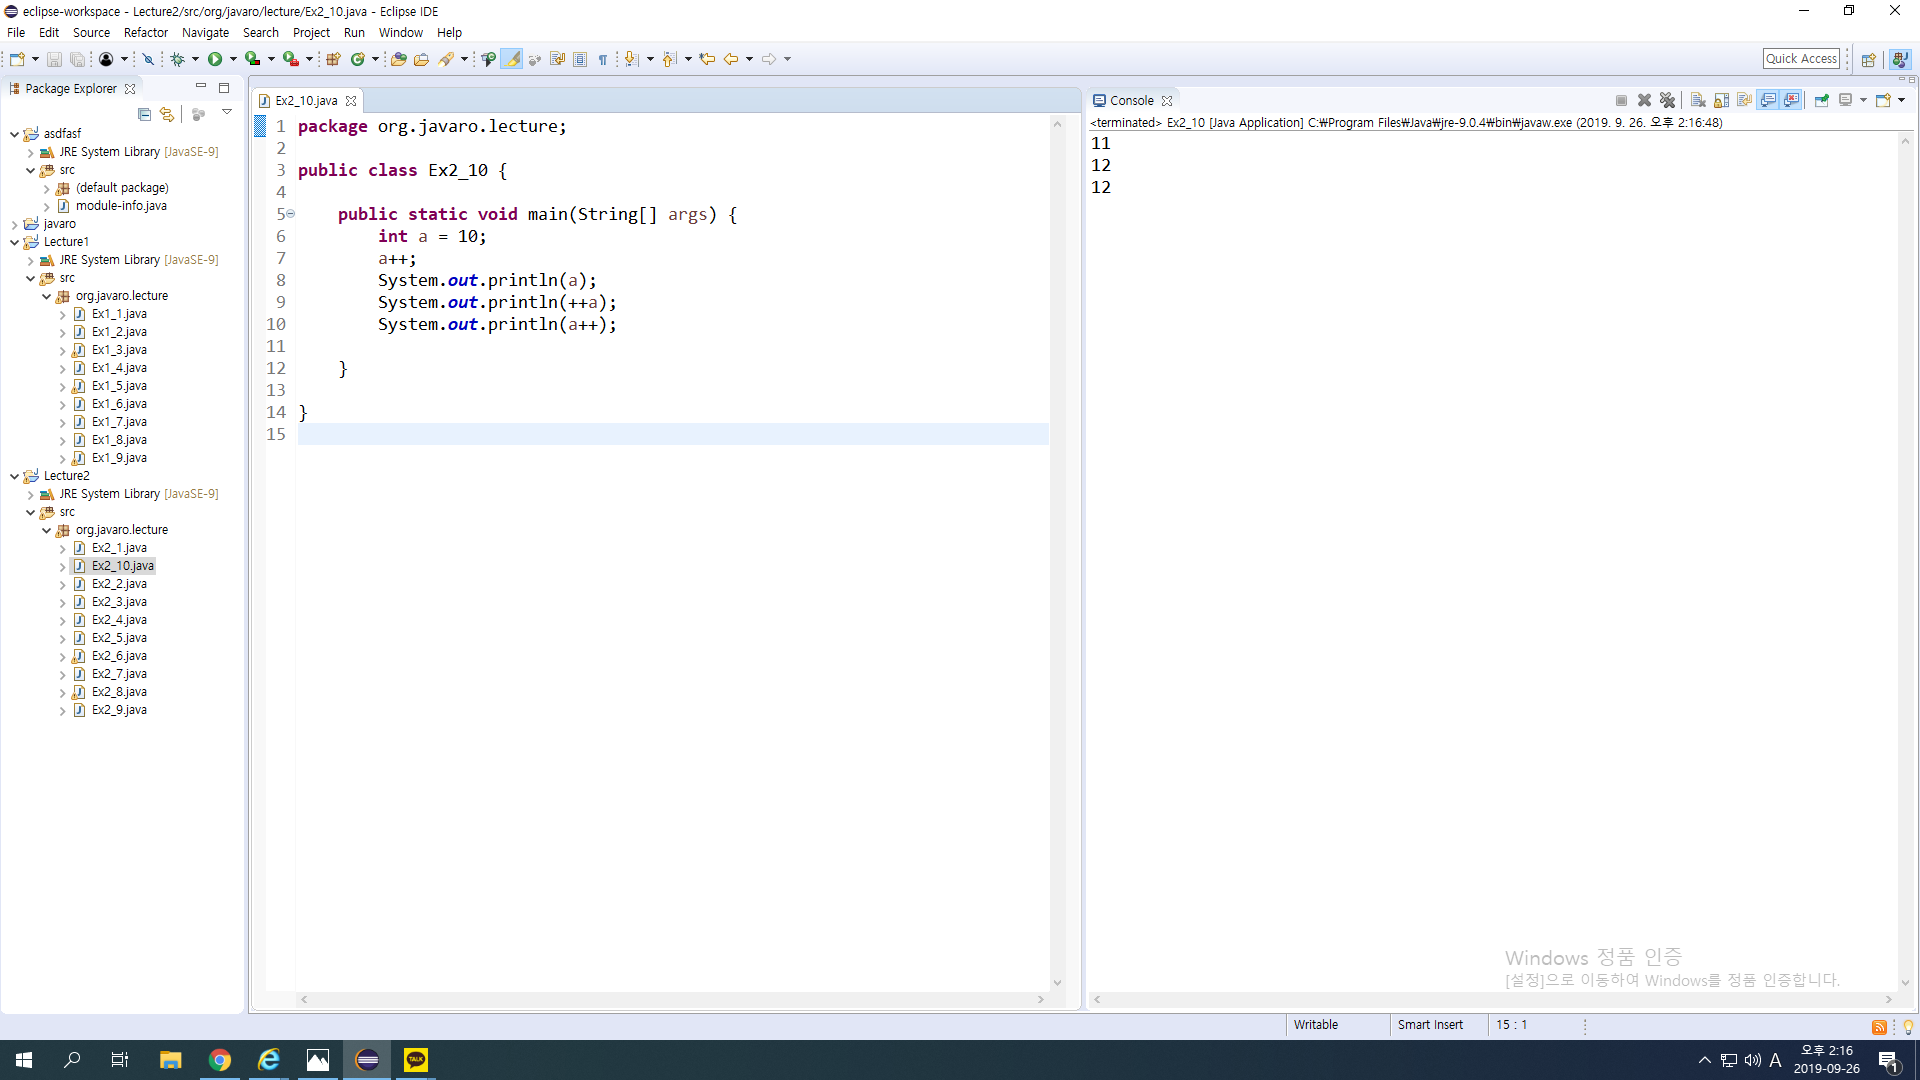 eclipse-workspace - Lecture2/src/org/javaro/lecture/Ex2_10.java - Eclipse IDE
File Edit Source Refactor Navigate Search Project Run Window Help
Quick Access
Package Explorer
asdfasf
JRE System Library [JavaSE-9]
src
(default package)
module-info.java
javaro
Lecture1
JRE System Library [JavaSE-9]
src
org.javaro.lecture
Ex1_1.java
Ex1_2.java
Ex1_3.java
Ex1_4.java
Ex1_5.java
Ex1_6.java
Ex1_7.java
Ex1_8.java
Ex1_9.java
Lecture2
JRE System Library [JavaSE-9]
src
org.javaro.lecture
Ex2_1.java
Ex2_10.java
Ex2_2.java
Ex2_3.java
Ex2_4.java
Ex2_5.java
Ex2_6.java
Ex2_7.java
Ex2_8.java
Ex2_9.java
Ex2_10.java
1 package org.javaro.lecture;
2
3 public class Ex2_10 {
4
5 public static void main(String[] args) {
6 int a = 10;
7 a++;
8 System.out.println(a);
9 System.out.println(++a);
10 System.out.println(a++);
11
12 }
13
14 }
15
Console
<terminated> Ex2_10 [Java Application] C:₩Program Files₩Java₩jre-9.0.4₩bin₩javaw.exe (2019. 9. 26. 오후 2:16:48)
11
12
12
Windows 정품 인증
[설정]으로 이동하여 Windows를 정품 인증합니다.
Writable Smart Insert 15 : 1
TALK
A
오후 2:16
2019-09-26
1